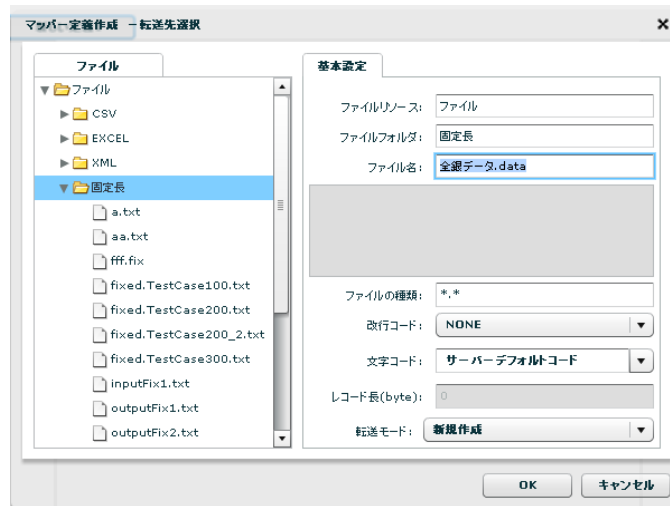 マッパー定義作成 －転送先選択
ファイル
ファイル
CSV
EXCEL
XML
固定長
a.txt
aa.txt
fff.fix
fixed.TestCase100.txt
fixed.TestCase200.txt
fixed.TestCase200_2.txt
fixed.TestCase300.txt
inputFix1.txt
outputFix1.txt
outputFix2.txt
基本設定
ファイルリソース: ファイル
ファイルフォルダ: 固定長
ファイル名: 全銀データ.data
ファイルの種類: *.*
改行コード: NONE
文字コード: サーバーデフォルトコード
レコード長(byte): 0
転送モード: 新規作成
OK キャンセル